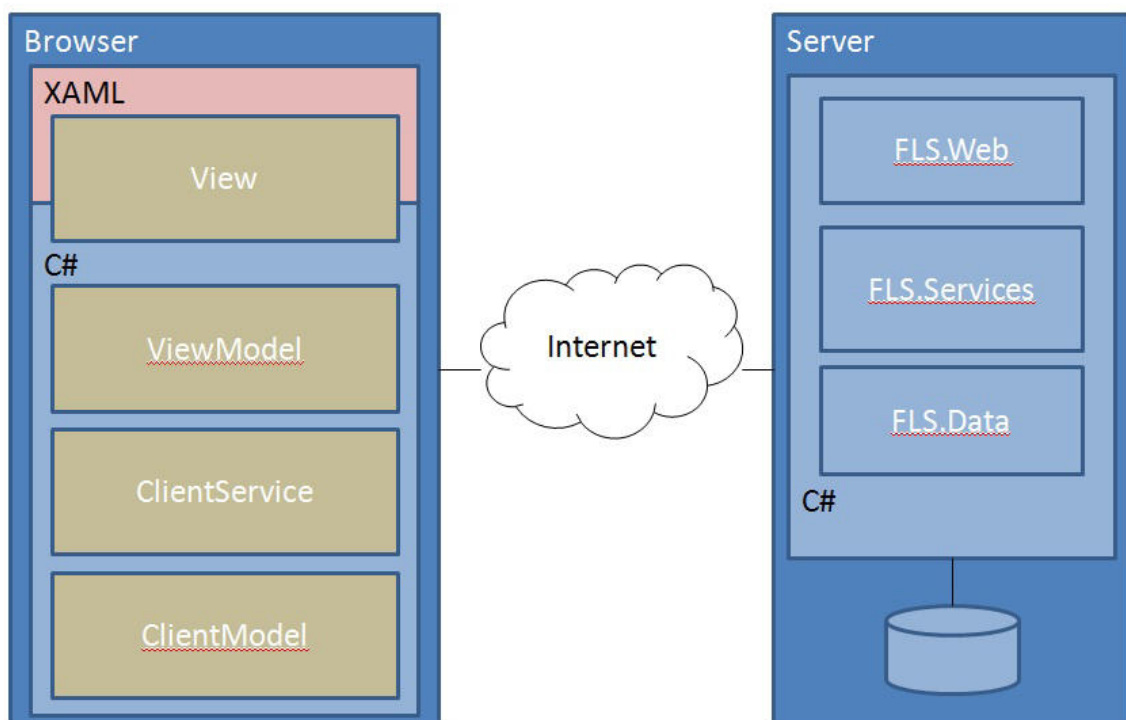 Browser
XAML
View
C#
ViewModel
ClientService
ClientModel
Internet
Server
FLS.Web
FLS.Services
FLS.Data
C#